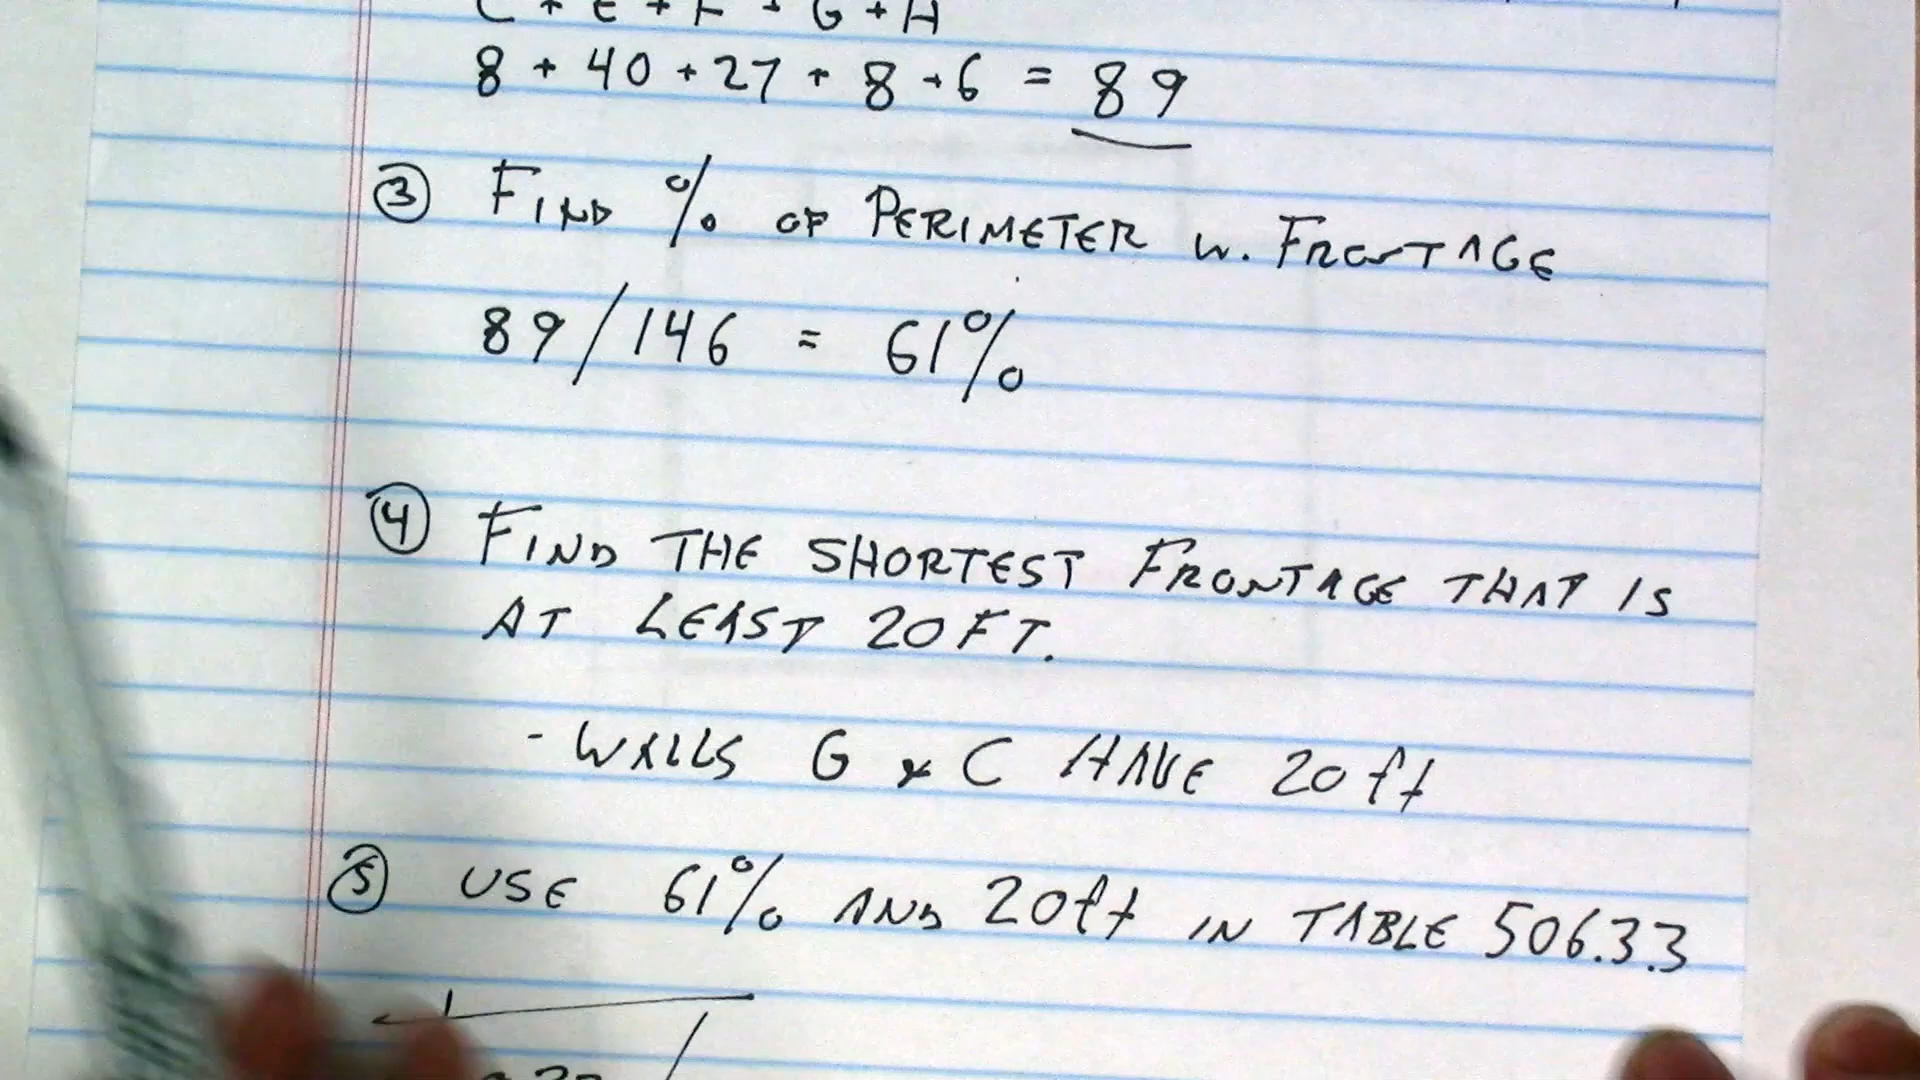 C + E + F + G + H
8 + 40 + 27 + 8 + 6 = 89
③ FIND % OF PERIMETER W. FRONTAGE
89/146 = 61%
④ FIND THE SHORTEST FRONTAGE THAT IS
AT LEAST 20FT.
- WALLS G & C HAVE 20ft
⑤ USE 61% AND 20ft IN TABLE 506.3.3